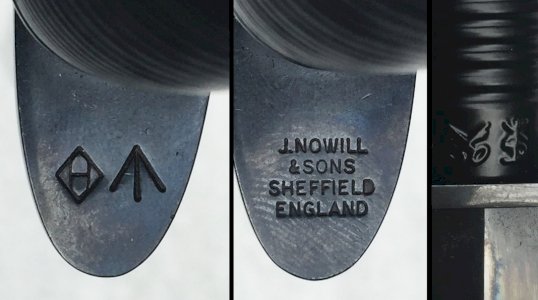 H
J.NOWILL
& SONS
SHEFFIELD
ENGLAND